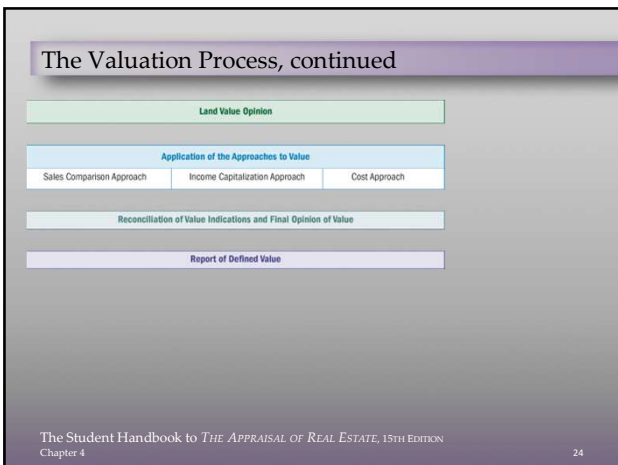 The Valuation Process, continued
Land Value Opinion
Application of the Approaches to Value
Sales Comparison Approach Income Capitalization Approach Cost Approach
Reconciliation of Value Indications and Final Opinion of Value
Report of Defined Value
The Student Handbook to THE APPRAISAL OF REAL ESTATE, 15TH EDITION
Chapter 4 24